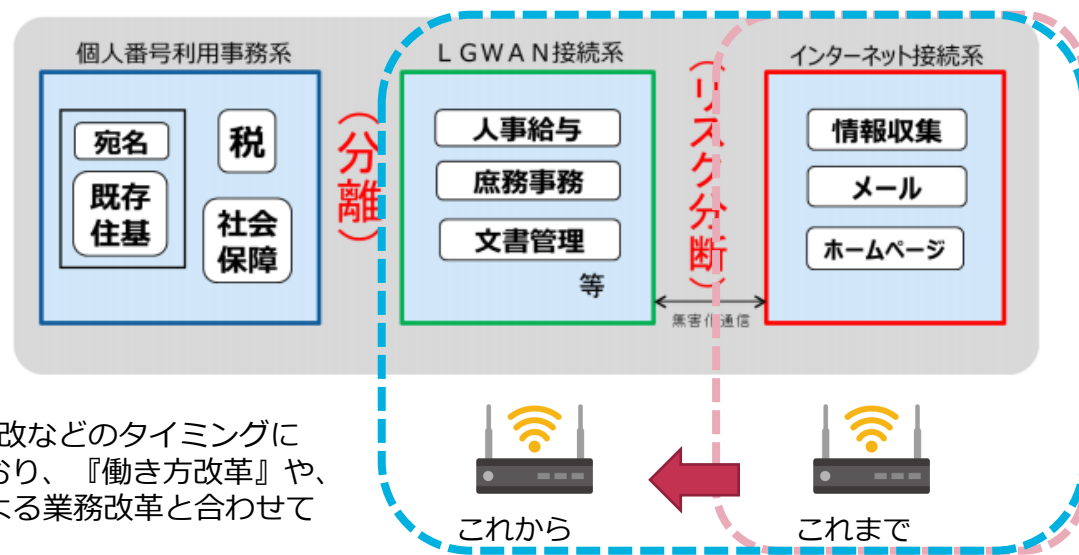 個人番号利用事務系
宛名
既存
住基
税
社会
保障
（分離）
ＬＧＷＡＮ接続系
人事給与
庶務事務
文書管理
等
（リスク分断）
無害化通信
インターネット接続系
情報収集
メール
ホームページ
改などのタイミングに
おり、『働き方改革』や、
よる業務改革と合わせて
これから
これまで